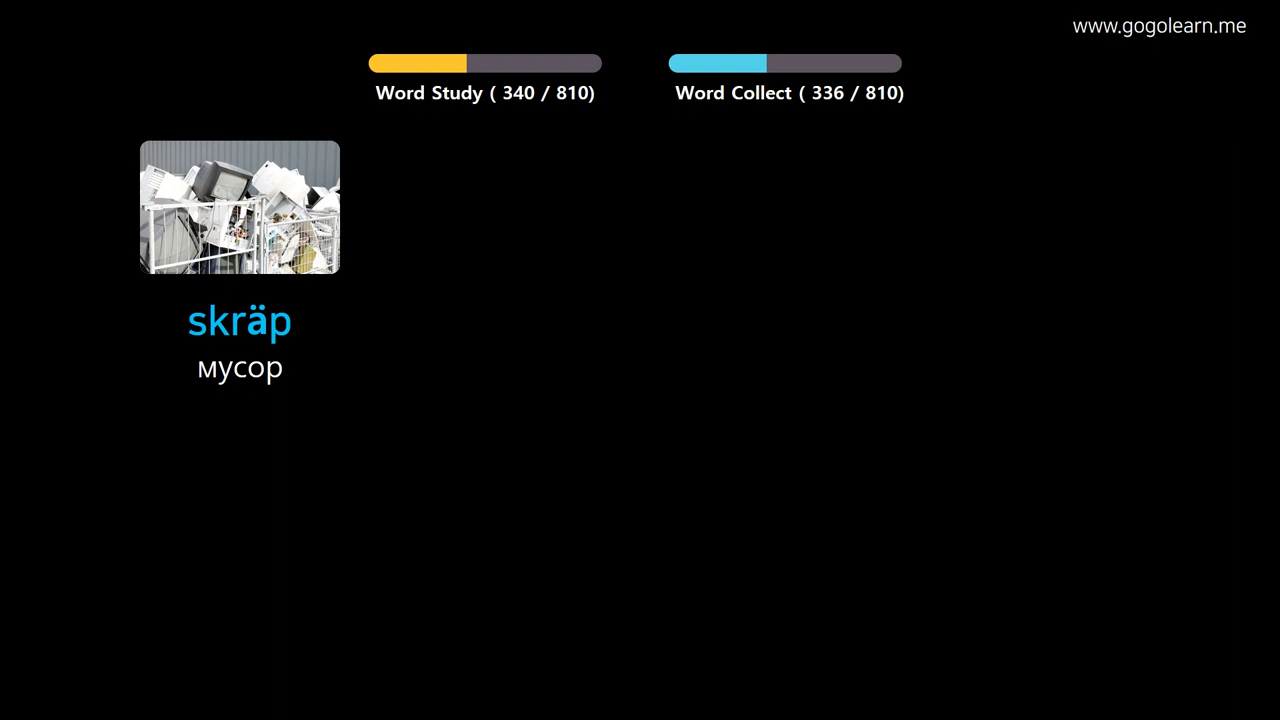 www.gogolearn.me
Word Study ( 340 / 810)
Word Collect ( 336 / 810)
skräp
мусор